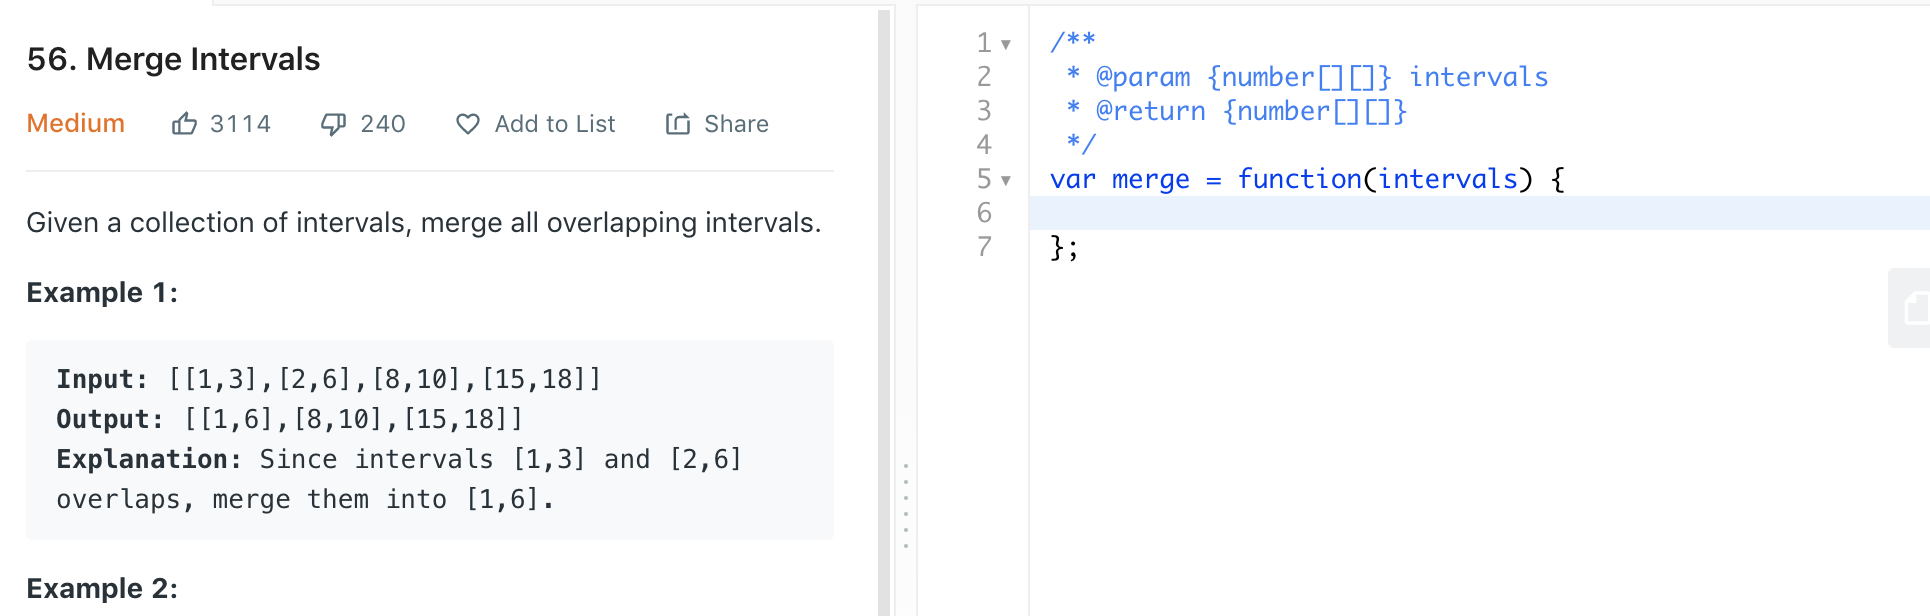 56. Merge Intervals
Medium 3114 240 Add to List Share
Given a collection of intervals, merge all overlapping intervals.
Example 1:
Input: [[1,3],[2,6],[8,10],[15,18]]
Output: [[1,6],[8,10],[15,18]]
Explanation: Since intervals [1,3] and [2,6]
overlaps, merge them into [1,6].
Example 2:
1 /**
2  * @param {number[][]} intervals
3  * @return {number[][]}
4  */
5 var merge = function(intervals) {
6
7 };